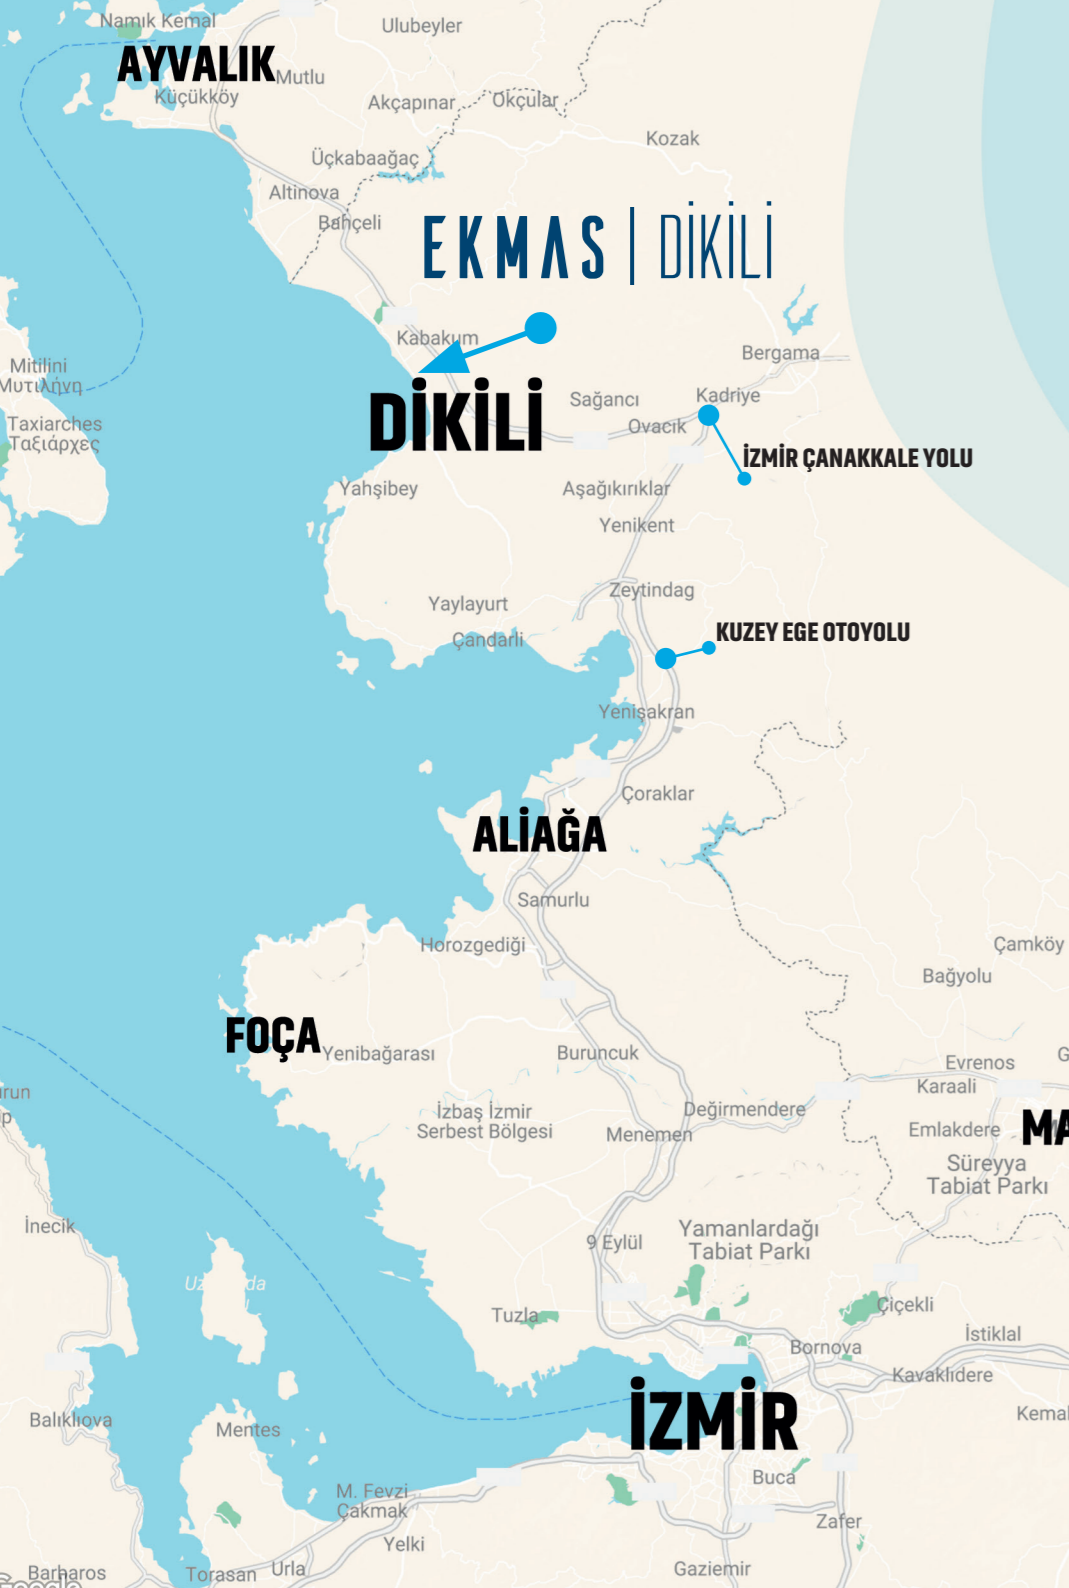 Namık Kemal
Ulubeyler
AYVALIK
Mutlu
Küçükköy
Akçapınar
Okçular
Kozak
Üçkabaağaç
Altinova
Bahçeli
EKMAS | DİKİLİ
Kabakum
Bergama
Mitilini
Μυτιλήνη
DİKİLİ
Sağancı
Kadriye
Taxiarches
Ταξιάρχες
Ovacık
İZMİR ÇANAKKALE YOLU
Yahşibey
Aşağıkırıklar
Yenikent
Zeytindag
Yaylayurt
Çandarli
KUZEY EGE OTOYOLU
Yenişakran
Çoraklar
ALİAĞA
Samurlu
Horozgediği
Çamköy
Bağyolu
FOÇA
Yenibağarası
Buruncuk
Evrenos
G
Karaali
İzbaş İzmir
Serbest Bölgesi
Değirmendere
Menemen
Emlakdere
MA
Süreyya
Tabiat Parkı
İnecik
9 Eylül
Yamanlardağı
Tabiat Parkı
Tuzla
Çiçekli
İstiklal
Bornova
Kavaklıdere
İZMİR
Kemal
Balıklıova
Mentes
Buca
M. Fevzi
Çakmak
Zafer
Yelki
Barbaros
Torasan
Urla
Gaziemir
Google